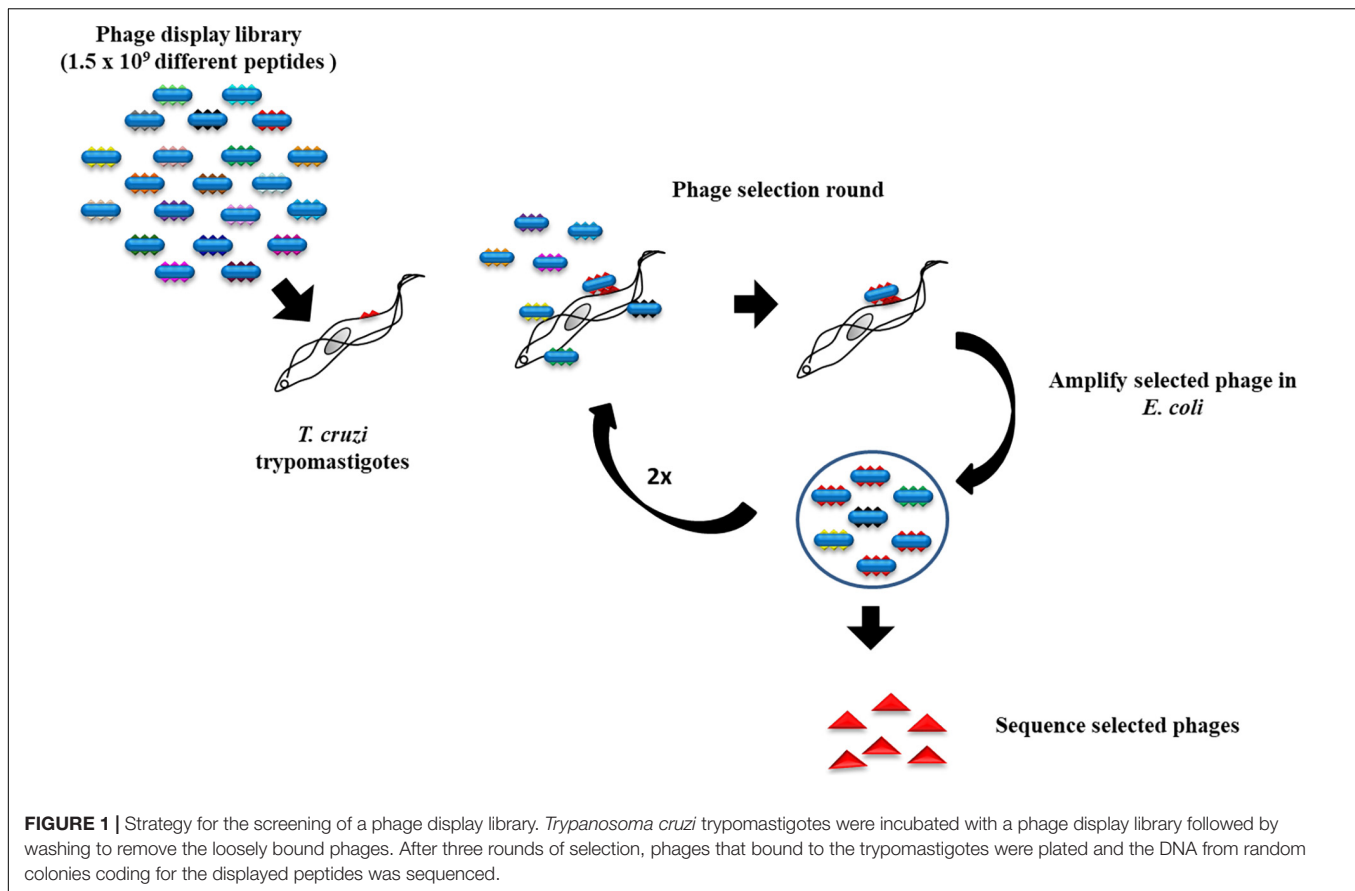 Phage display library
(1.5 x 10⁹ different peptides )
Phage selection round
T. cruzi
trypomastigotes
Amplify selected phage in
E. coli
2x
Sequence selected phages
FIGURE 1 | Strategy for the screening of a phage display library. Trypanosoma cruzi trypomastigotes were incubated with a phage display library followed by
washing to remove the loosely bound phages. After three rounds of selection, phages that bound to the trypomastigotes were plated and the DNA from random
colonies coding for the displayed peptides was sequenced.